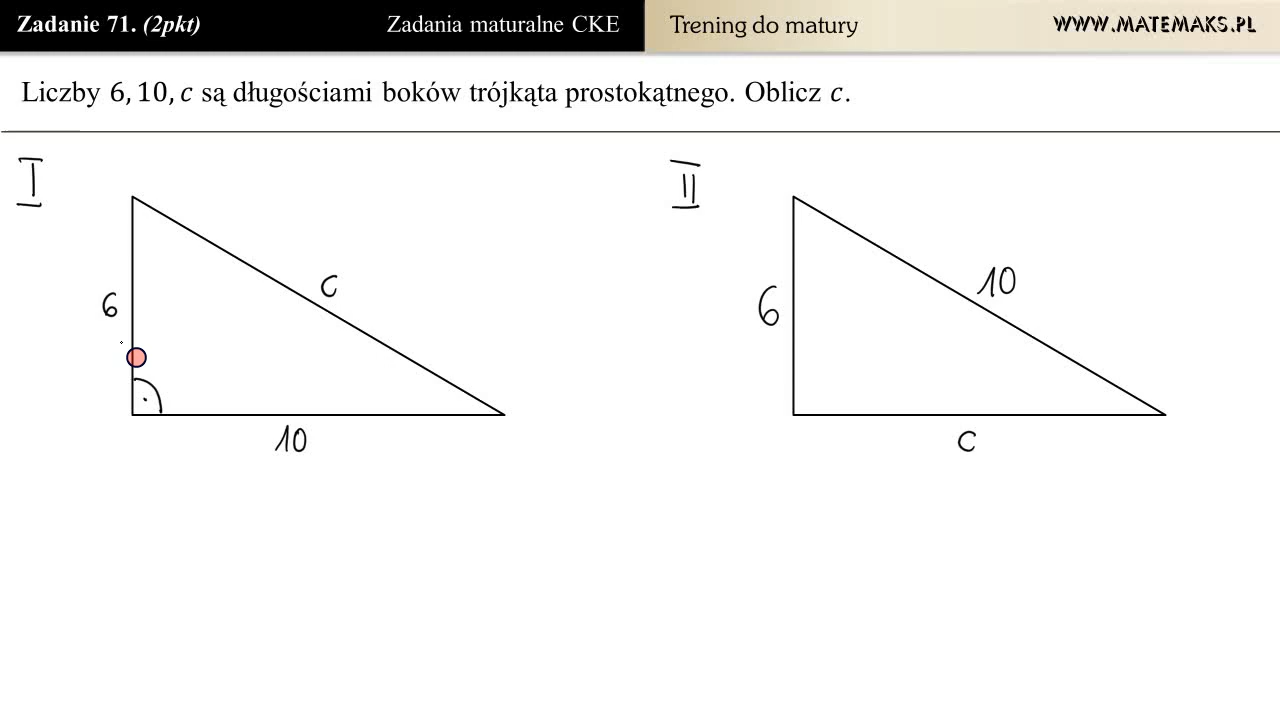 Zadanie 71. (2pkt) Zadania maturalne CKE Trening do matury WWW.MATEMAKS.PL
Liczby 6, 10, c są długościami boków trójkąta prostokątnego. Oblicz c.
I II
6 c 6 10
10 c